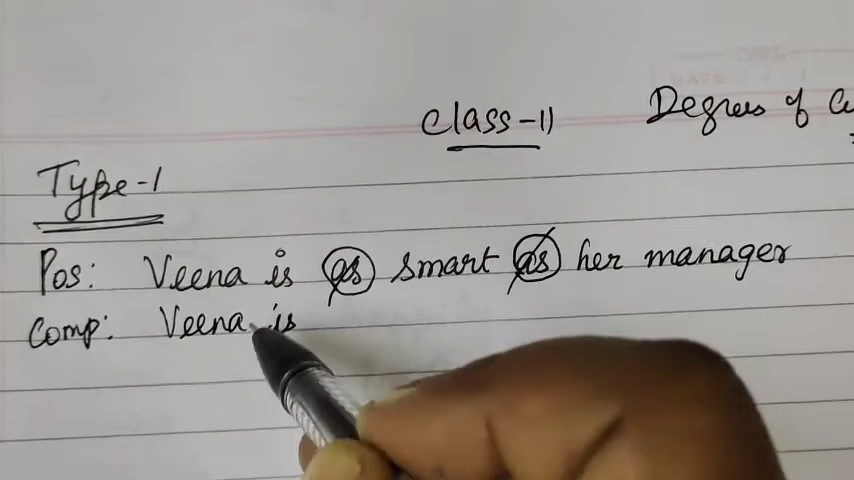 Class-11 Degrees of
Type-1
Pos: Veena is as smart as her manager
Comp: Veena is